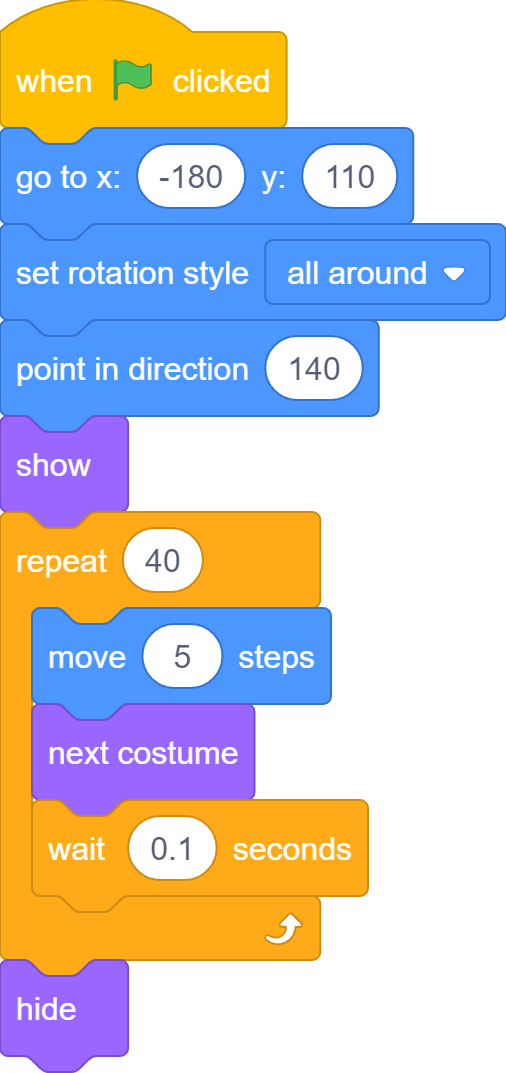 when clicked
go to x: -180 y: 110
set rotation style all around
point in direction 140
show
repeat 40
move 5 steps
next costume
wait 0.1 seconds
hide